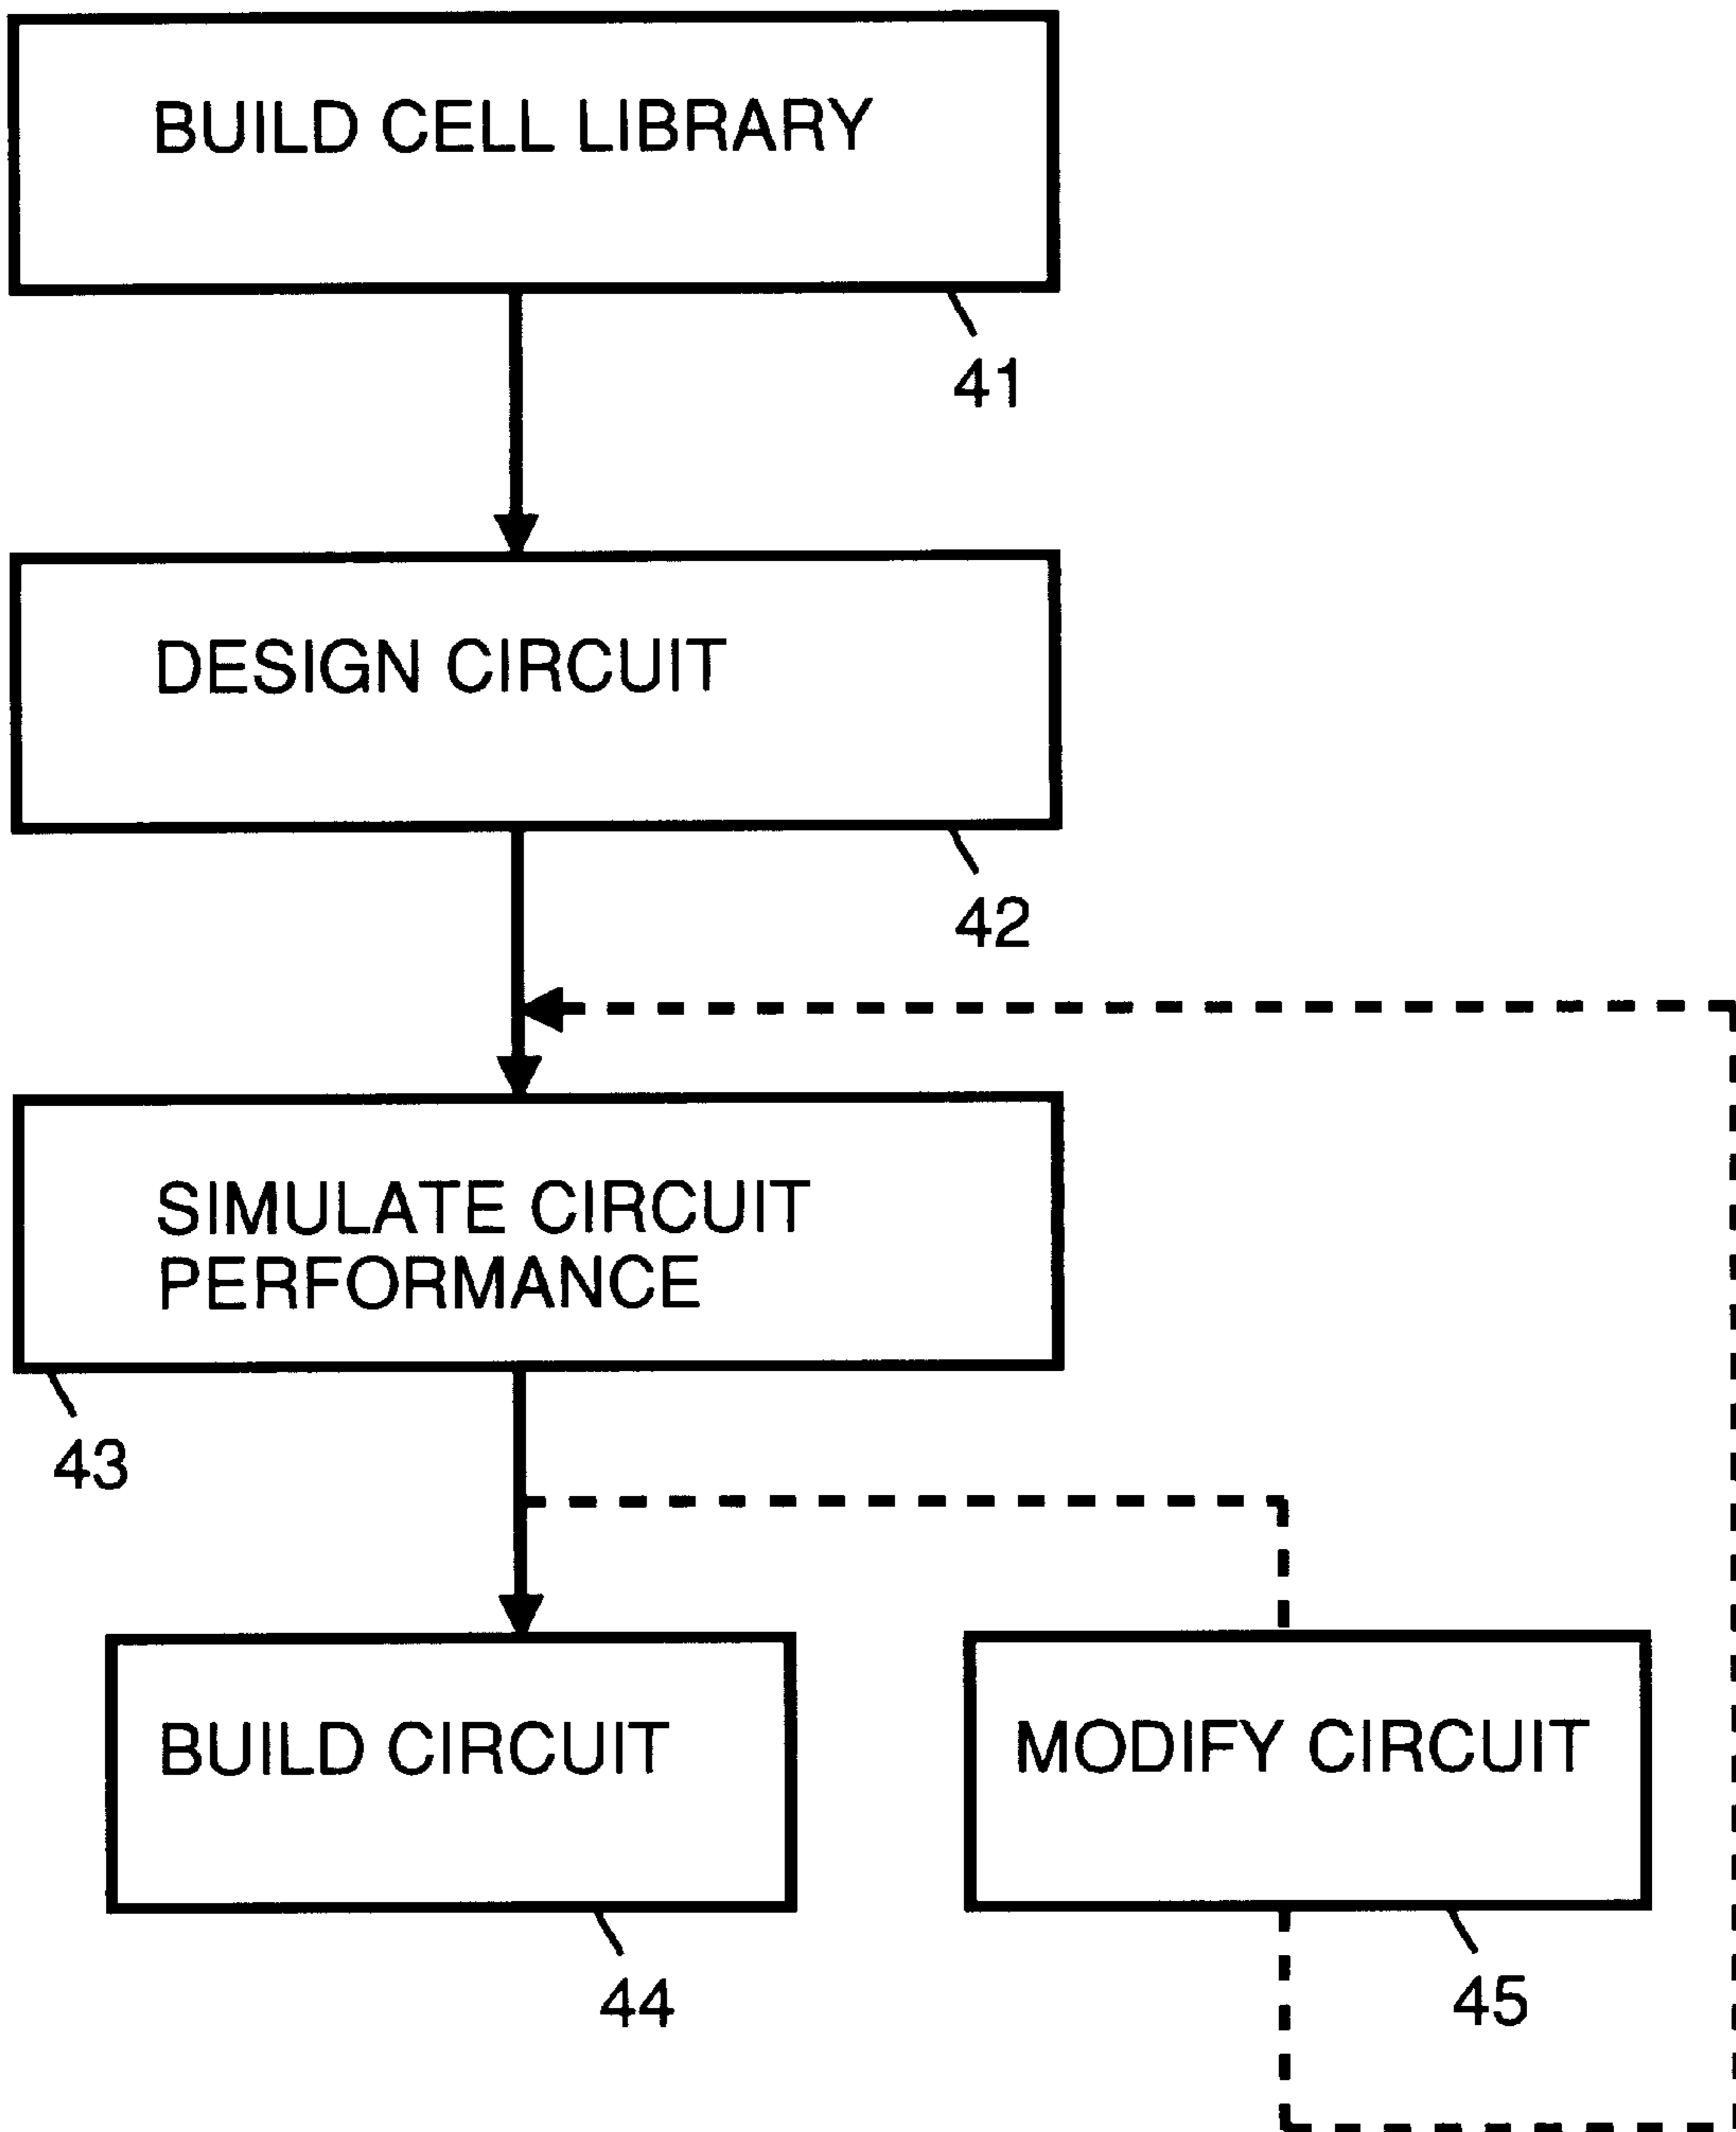 BUILD CELL LIBRARY
41
DESIGN CIRCUIT
42
SIMULATE CIRCUIT
PERFORMANCE
43
BUILD CIRCUIT
44
MODIFY CIRCUIT
45